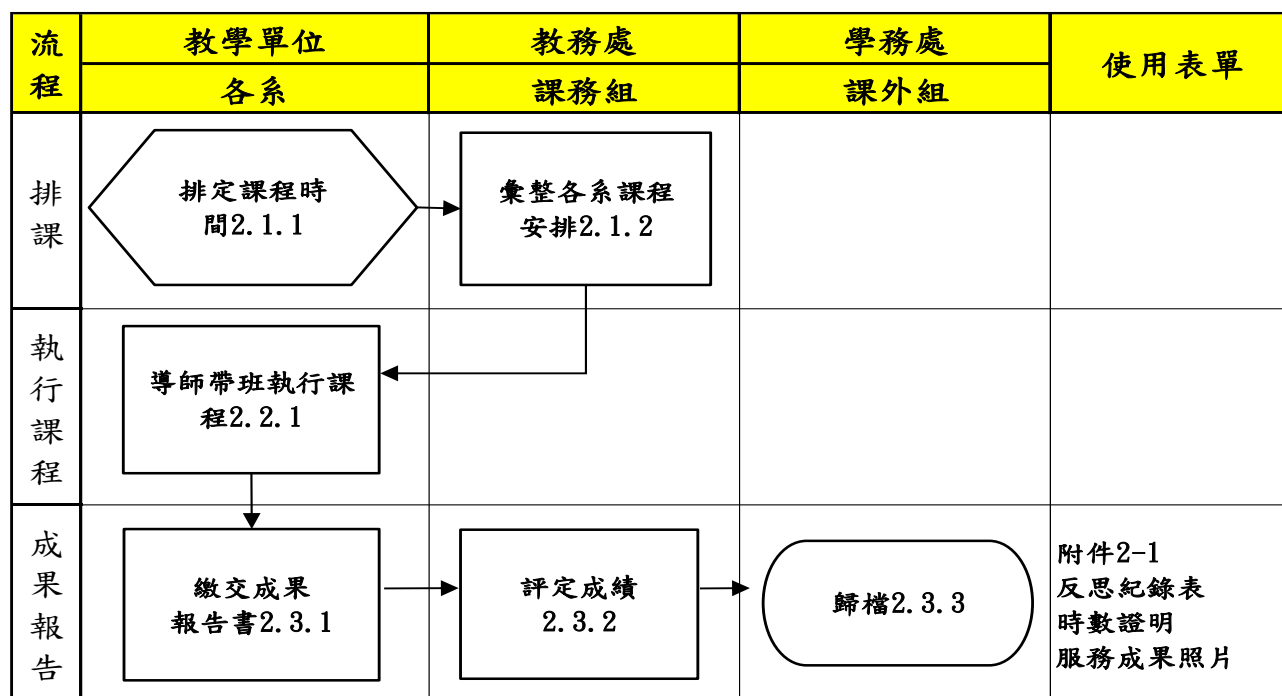 流程
教學單位
教務處
學務處
使用表單
各系
課務組
課外組
排課
排定課程時
間2.1.1
彙整各系課程
安排2.1.2
執行課程
導師帶班執行課
程2.2.1
成果報告
繳交成果
報告書2.3.1
評定成績
2.3.2
歸檔2.3.3
附件2-1
反思紀錄表
時數證明
服務成果照片